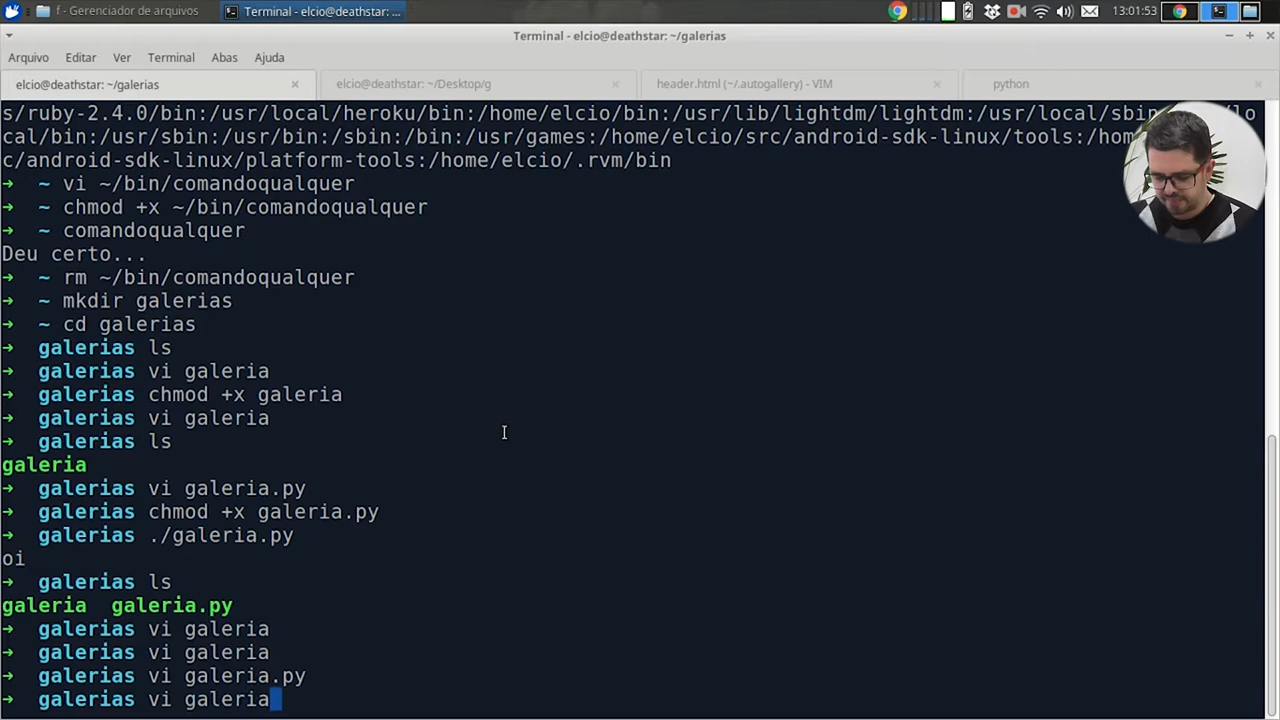 f - Gerenciador de arquivos
Terminal - elcio@deathstar: ...
13:01:53
Terminal - elcio@deathstar: ~/galerias
Arquivo Editar Ver Terminal Abas Ajuda
elcio@deathstar: ~/galerias
elcio@deathstar: ~/Desktop/g
header.html (~/.autogallery) - VIM
python
s/ruby-2.4.0/bin:/usr/local/heroku/bin:/home/elcio/bin:/usr/lib/lightdm/lightdm:/usr/local/sbin
cal/bin:/usr/sbin:/usr/bin:/sbin:/bin:/usr/games:/home/elcio/src/android-sdk-linux/tools:
c/android-sdk-linux/platform-tools:/home/elcio/.rvm/bin
➜ ~ vi ~/bin/comandoqualquer
➜ ~ chmod +x ~/bin/comandoqualquer
➜ ~ comandoqualquer
Deu certo...
➜ ~ rm ~/bin/comandoqualquer
➜ ~ mkdir galerias
➜ ~ cd galerias
➜ galerias ls
➜ galerias vi galeria
➜ galerias chmod +x galeria
➜ galerias vi galeria
➜ galerias ls
galeria
➜ galerias vi galeria.py
➜ galerias chmod +x galeria.py
➜ galerias ./galeria.py
oi
➜ galerias ls
galeria galeria.py
➜ galerias vi galeria
➜ galerias vi galeria
➜ galerias vi galeria.py
➜ galerias vi galeria